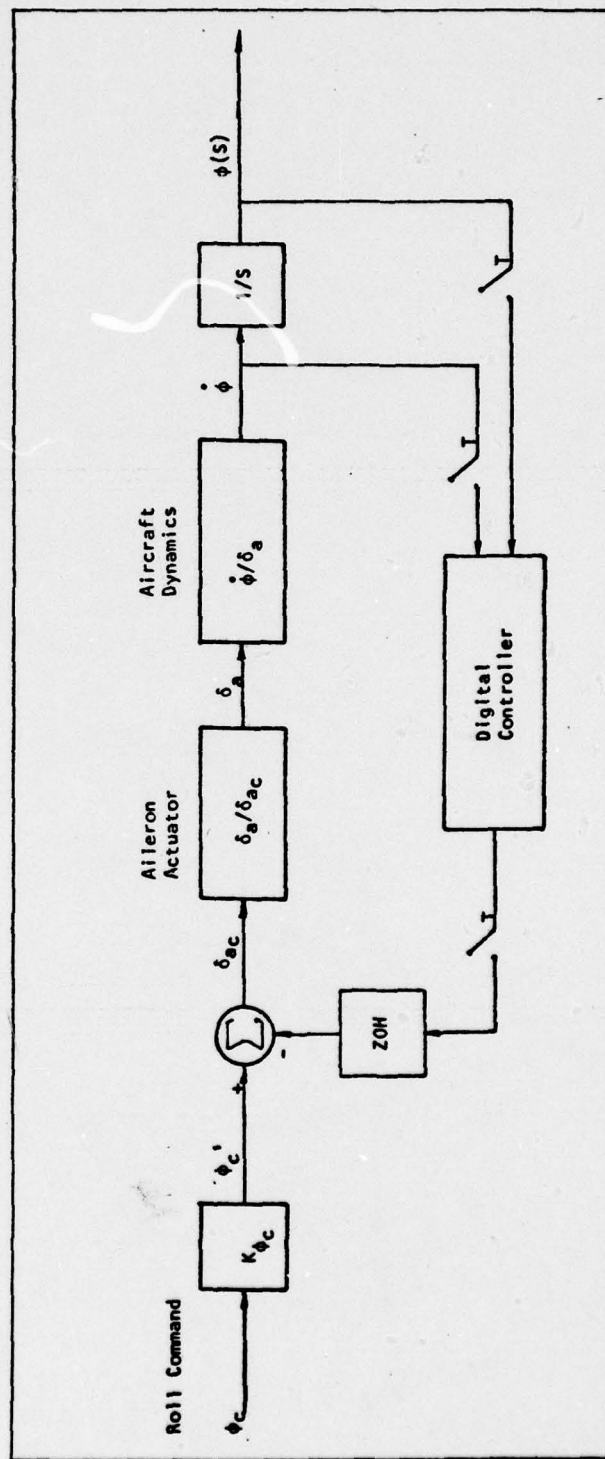 Roll Command
ϕc
Kϕc
ϕc'
+
-
Σ
δac
Aileron
Actuator
δa/δac
δa
Aircraft
Dynamics
ϕ̇/δa
ϕ̇
1/S
ϕ(S)
T
T
Digital
Controller
T
ZOH